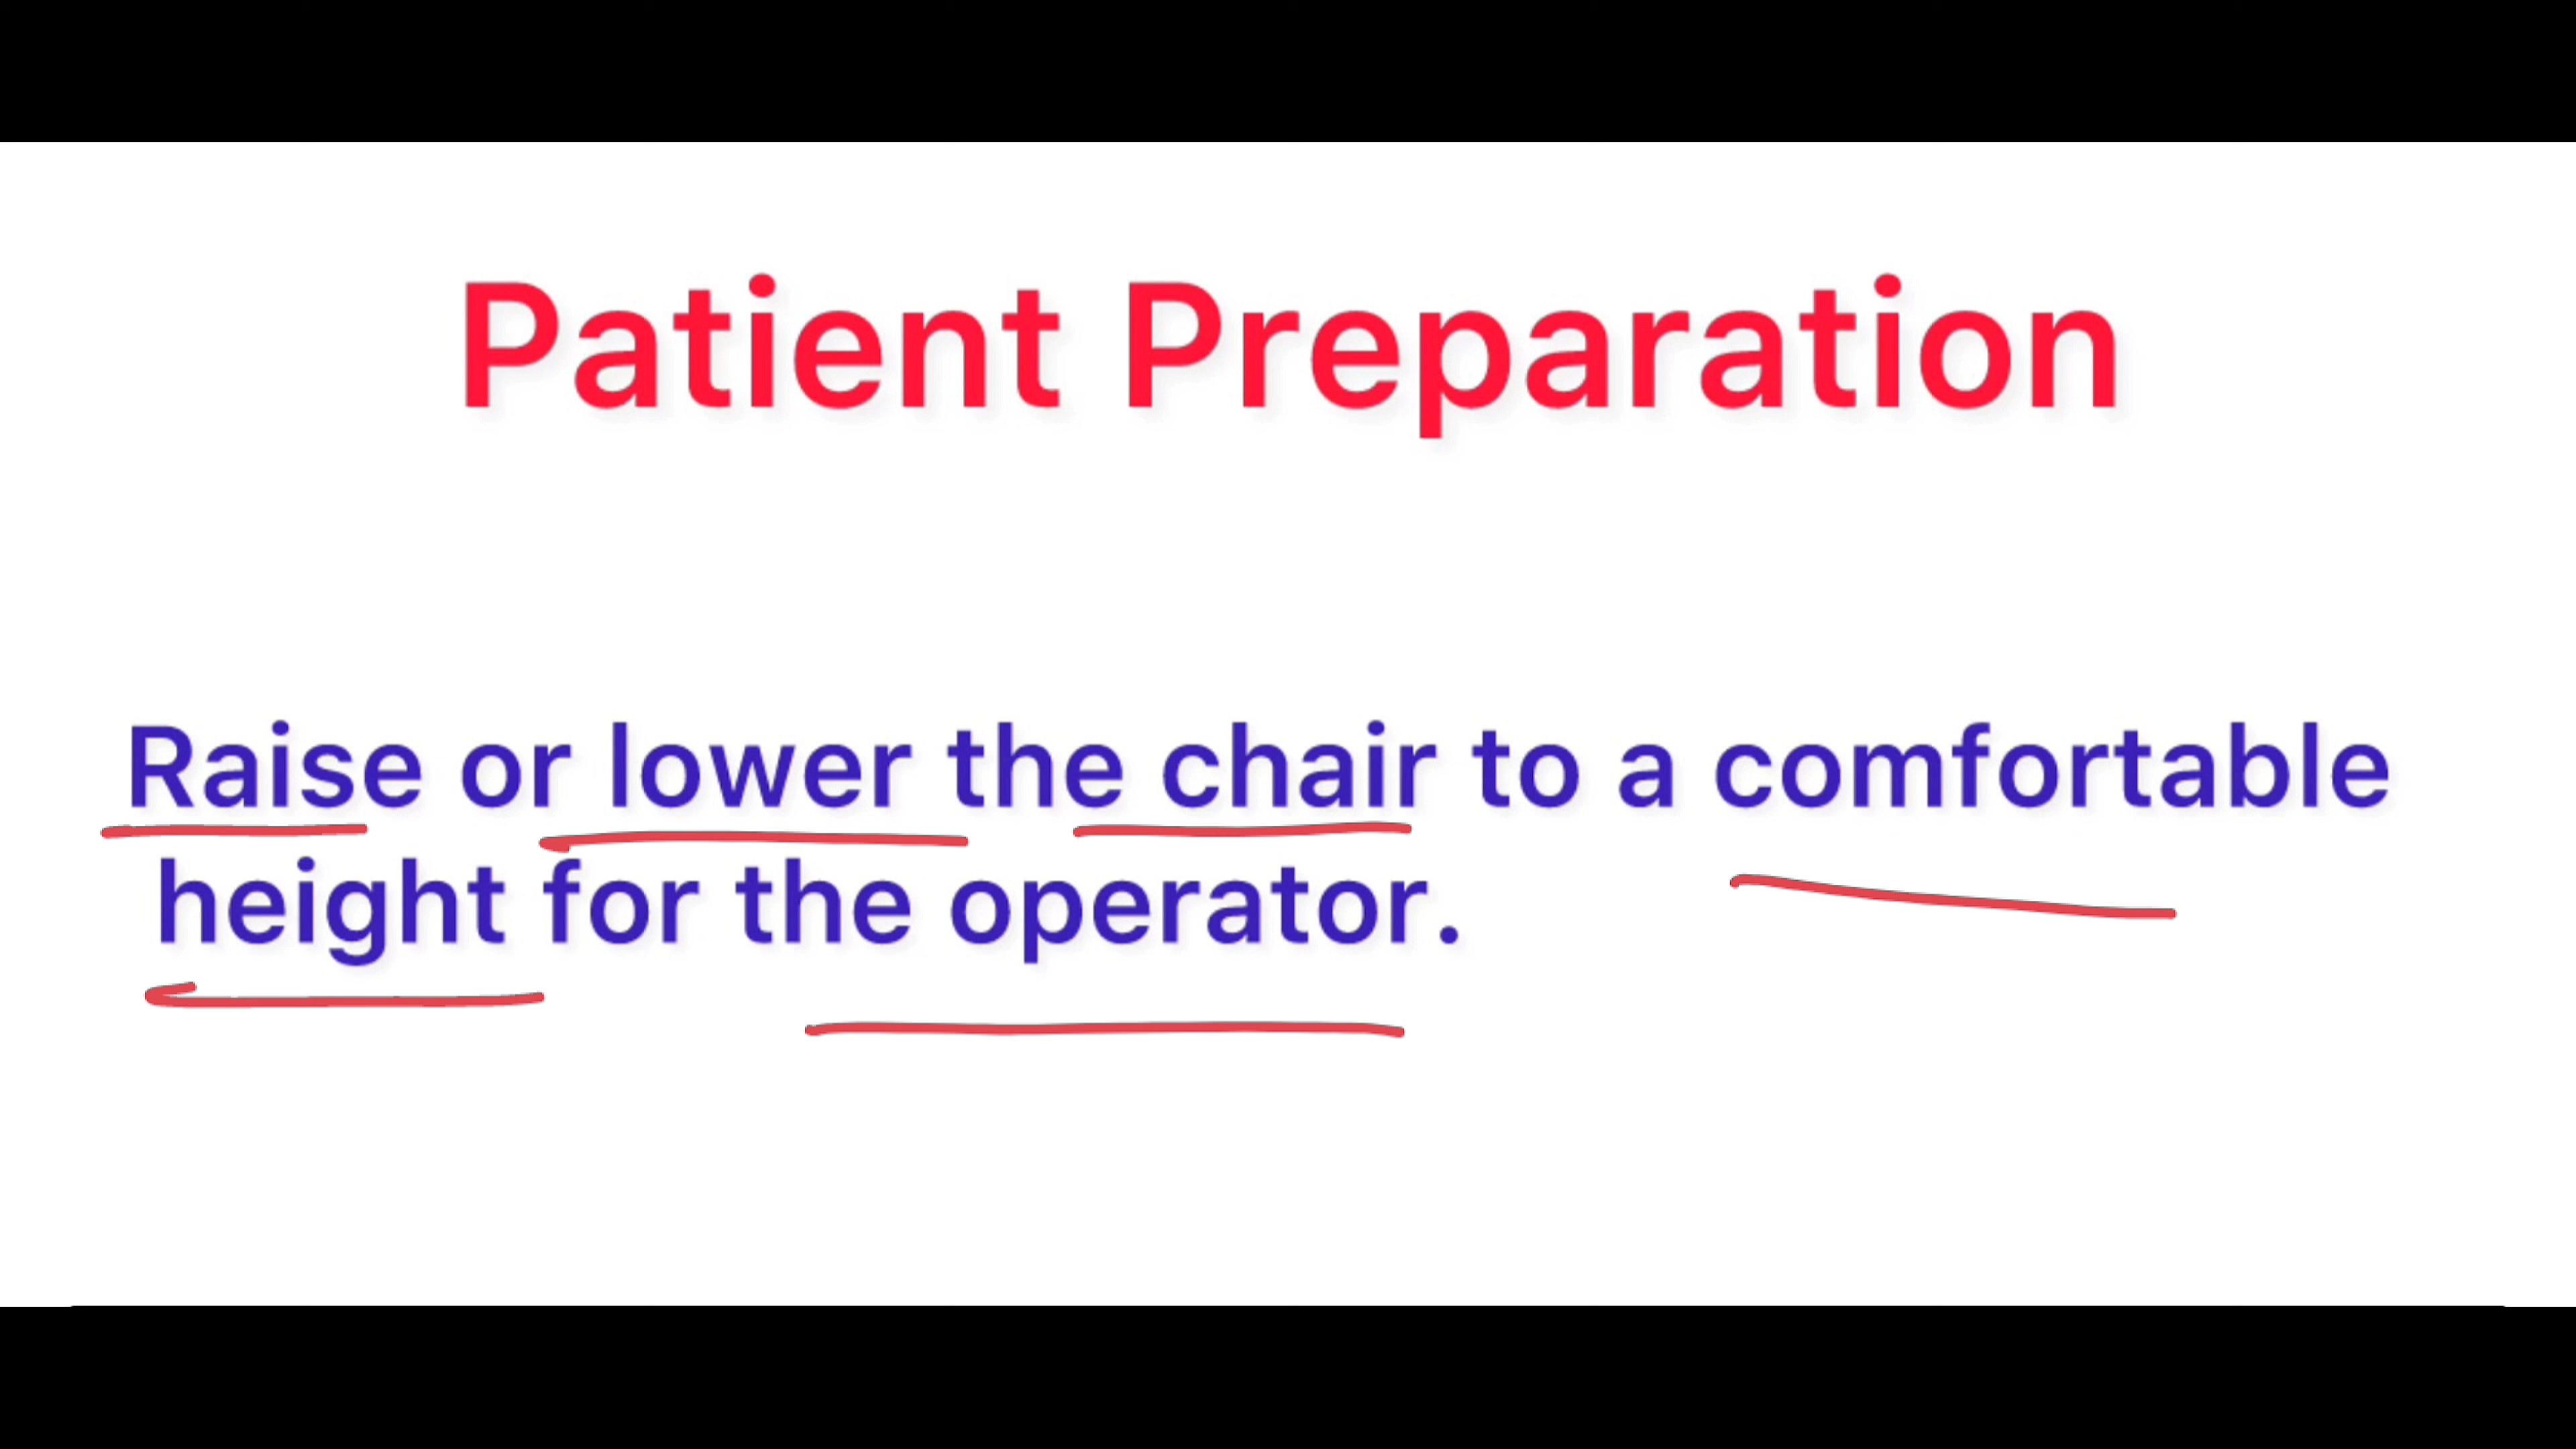 Patient Preparation
Raise or lower the chair to a comfortable
height for the operator.